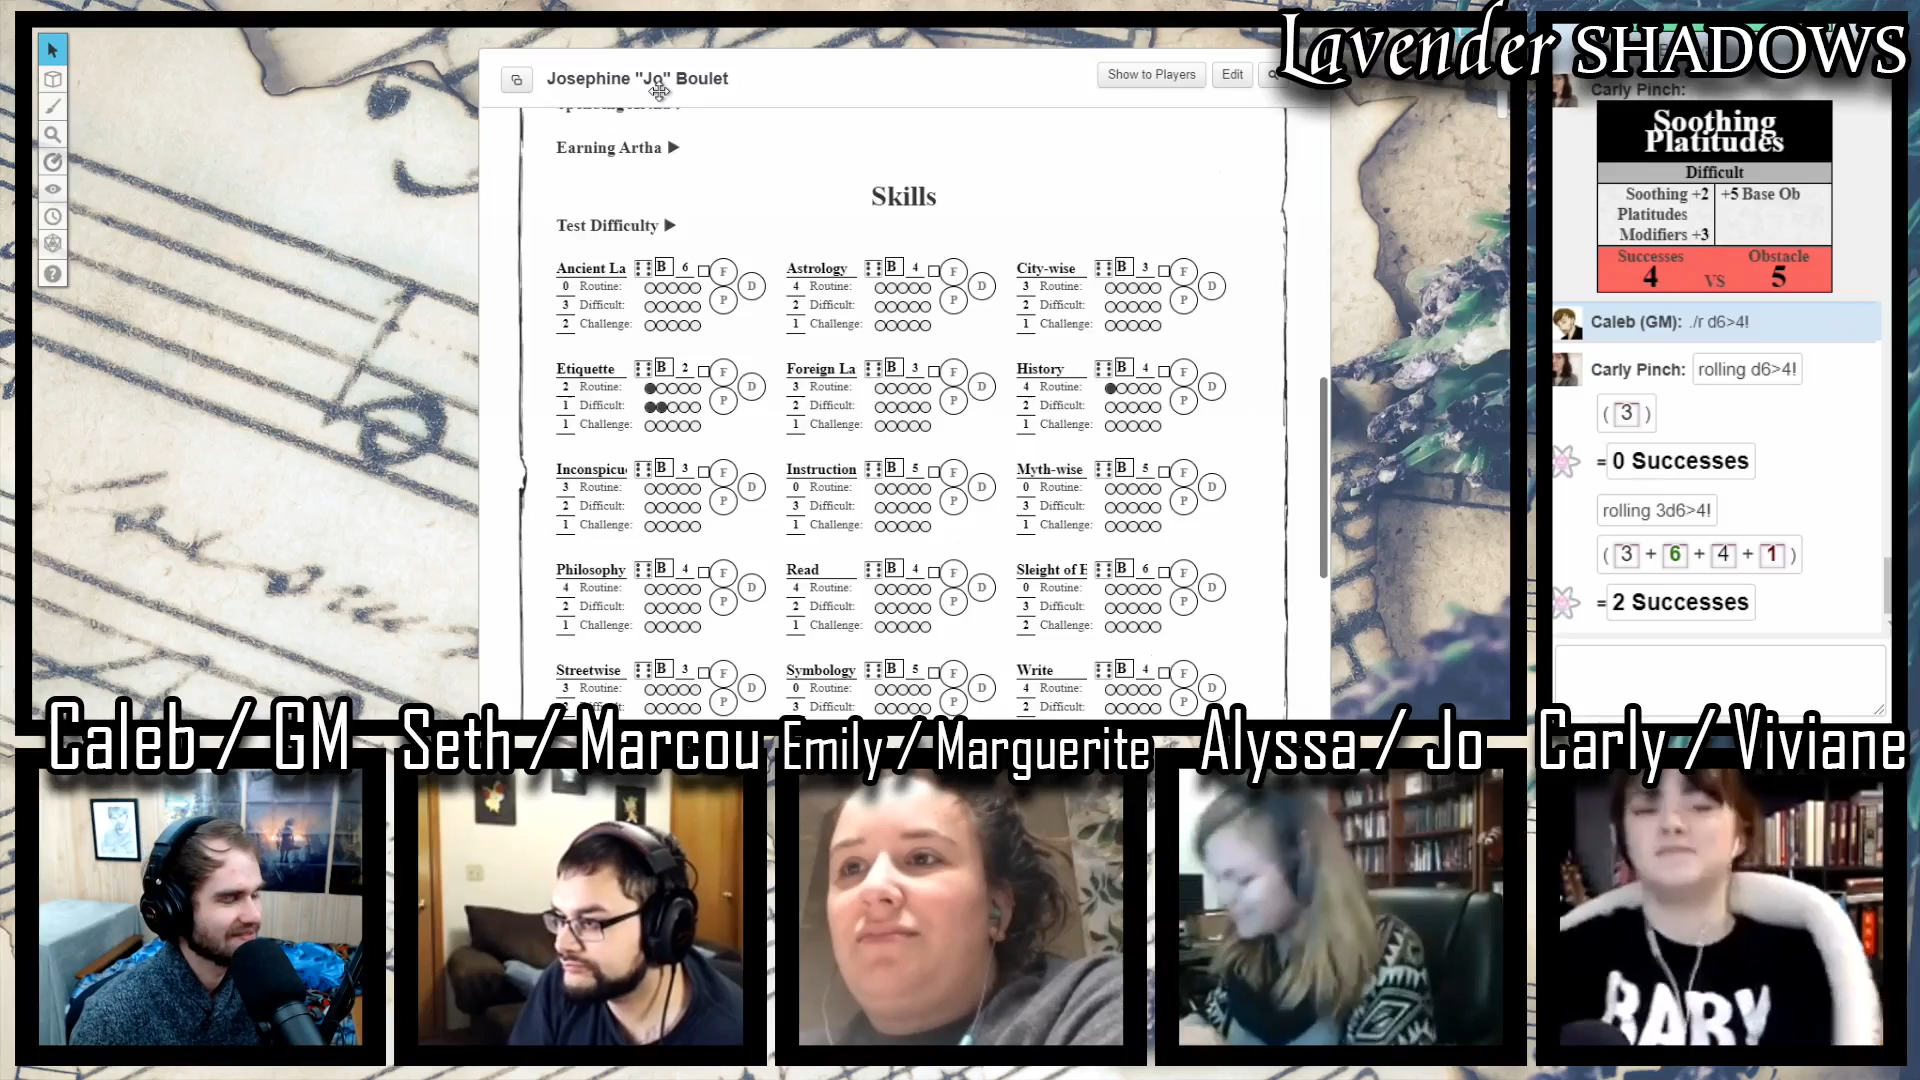 Lavender SHADOWS
Josephine "Jo" Boulet
Show to Players
Edit
Earning Artha ▶
Skills
Test Difficulty ▶
Ancient La B 6 F D P
0 Routine:
3 Difficult:
2 Challenge:
Astrology B 4 F D P
4 Routine:
2 Difficult:
1 Challenge:
City-wise B 3 F D P
3 Routine:
2 Difficult:
1 Challenge:
Etiquette B 2 F D P
2 Routine:
1 Difficult:
1 Challenge:
Foreign La B 3 F D P
3 Routine:
2 Difficult:
1 Challenge:
History B 4 F D P
4 Routine:
2 Difficult:
1 Challenge:
Inconspicu B 3 F D P
3 Routine:
2 Difficult:
1 Challenge:
Instruction B 5 F D P
0 Routine:
3 Difficult:
1 Challenge:
Myth-wise B 5 F D P
0 Routine:
3 Difficult:
1 Challenge:
Philosophy B 4 F D P
4 Routine:
2 Difficult:
1 Challenge:
Read B 4 F D P
4 Routine:
2 Difficult:
1 Challenge:
Sleight of B 6 F D P
0 Routine:
3 Difficult:
2 Challenge:
Streetwise B 3 F D P
3 Routine:
2 Difficult:
Symbology B 5 F D P
0 Routine:
3 Difficult:
Write B 4 F D P
4 Routine:
2 Difficult:
Carly Pinch:
Soothing
Platitudes
Difficult
Soothing +2 +5 Base Ob
Platitudes
Modifiers +3
Successes Obstacle
4 VS 5
Caleb (GM): ./r d6>4!
Carly Pinch: rolling d6>4!
( 3 )
= 0 Successes
rolling 3d6>4!
( 3 + 6 + 4 + 1 )
= 2 Successes
Caleb / GM
Seth / Marcou
Emily / Marguerite
Alyssa / Jo
Carly / Viviane
BABY